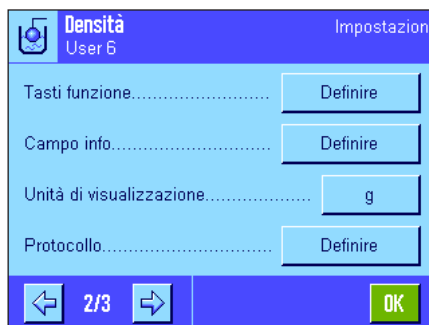 Densità
Impostazion
User 6
Tasti funzione........................ Definire
Campo info............................ Definire
Unità di visualizzazione.................. g
Protocollo............................. Definire
2/3
OK